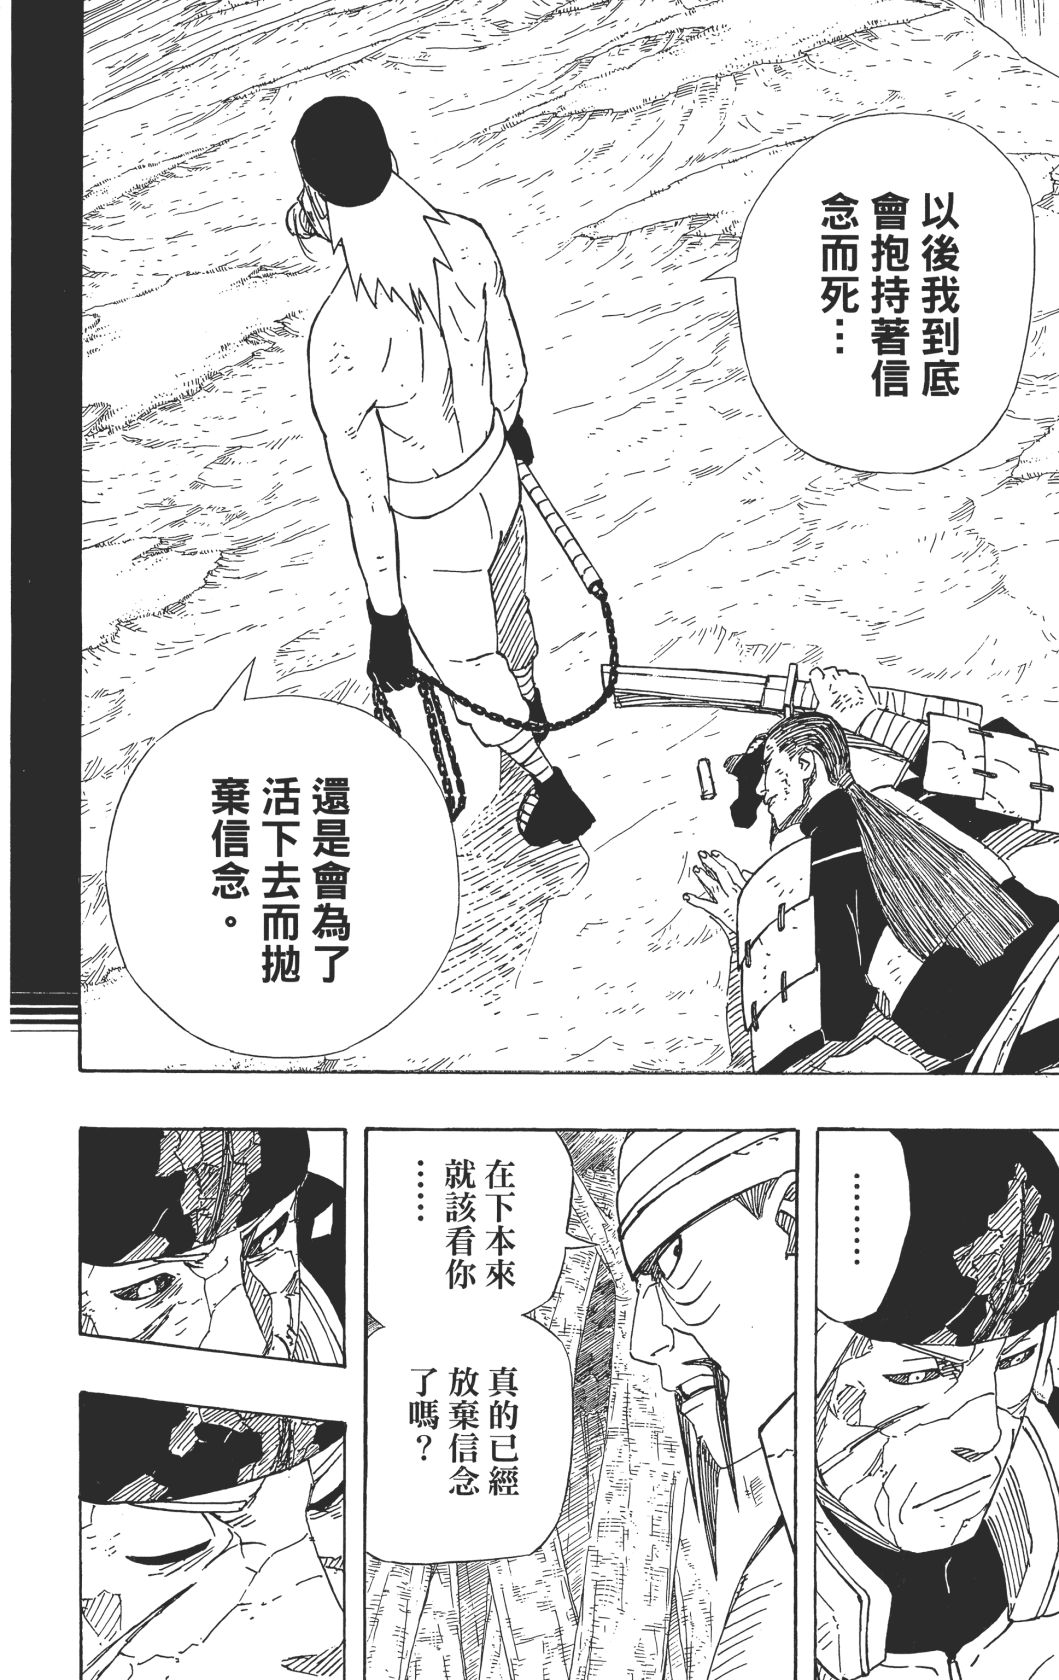 以後我到底
會抱持著信
念而死…
還是會為了
活下去而拋
棄信念。
………
在下本來
就該看你
……
真的已經
放棄信念
了嗎？